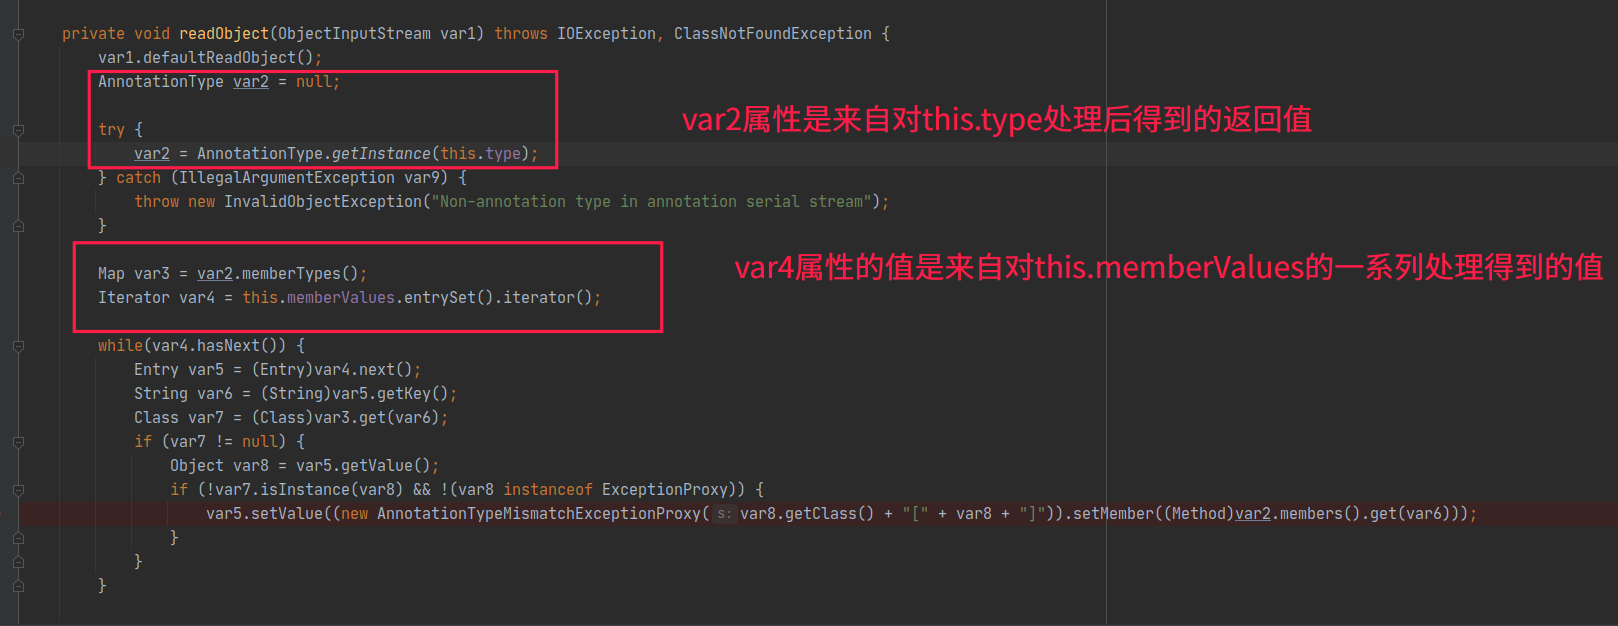 private void readObject(ObjectInputStream var1) throws IOException, ClassNotFoundException {
var1.defaultReadObject();
AnnotationType var2 = null;
var2属性是来自对this.type处理后得到的返回值
try {
var2 = AnnotationType.getInstance(this.type);
} catch (IllegalArgumentException var9) {
throw new InvalidObjectException("Non-annotation type in annotation serial stream");
}
var4属性的值是来自对this.memberValues的一系列处理得到的值
Map var3 = var2.memberTypes();
Iterator var4 = this.memberValues.entrySet().iterator();
while(var4.hasNext()) {
Entry var5 = (Entry)var4.next();
String var6 = (String)var5.getKey();
Class var7 = (Class)var3.get(var6);
if (var7 != null) {
Object var8 = var5.getValue();
if (!var7.isInstance(var8) && !(var8 instanceof ExceptionProxy)) {
var5.setValue((new AnnotationTypeMismatchExceptionProxy( s: var8.getClass() + "[" + var8 + "]")).setMember((Method)var2.members().get(var6)));
}
}
}